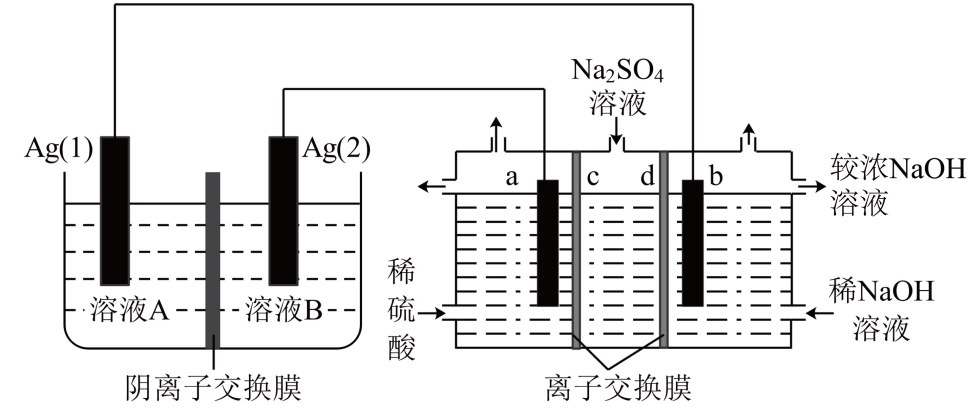 Na₂SO₄
溶液
Ag(1)
Ag(2)
a
c
d
b
较浓NaOH
溶液
稀
硫
酸
溶液A
溶液B
稀NaOH
溶液
阴离子交换膜
离子交换膜